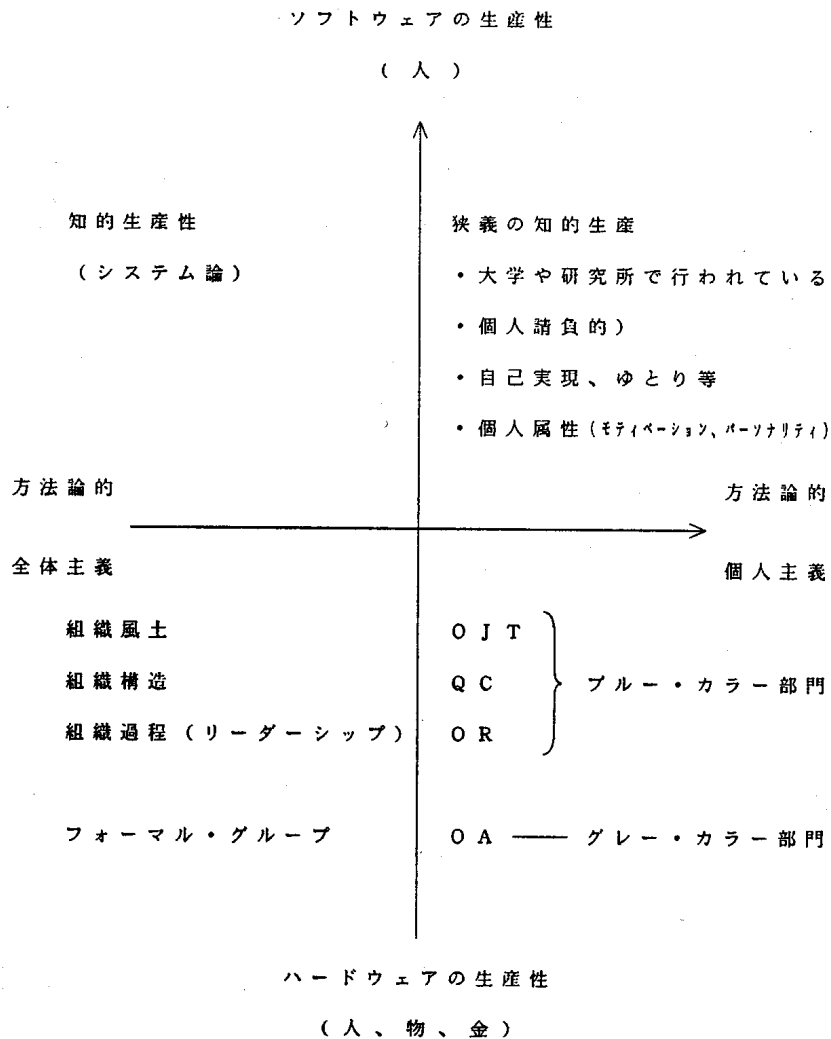 ソフトウェアの生産性
(人)
知的生産性
(システム論)
狭義の知的生産
・大学や研究所で行われている
・個人請負的)
・自己実現、ゆとり等
・個人属性(モティベーション、パーソナリティ)
方法論的
全体主義
方法論的
個人主義
組織風土
組織構造
組織過程(リーダーシップ)
フォーマル・グループ
OJT
QC
OR
ブルー・カラー部門
OA ― グレー・カラー部門
ハードウェアの生産性
(人、物、金)